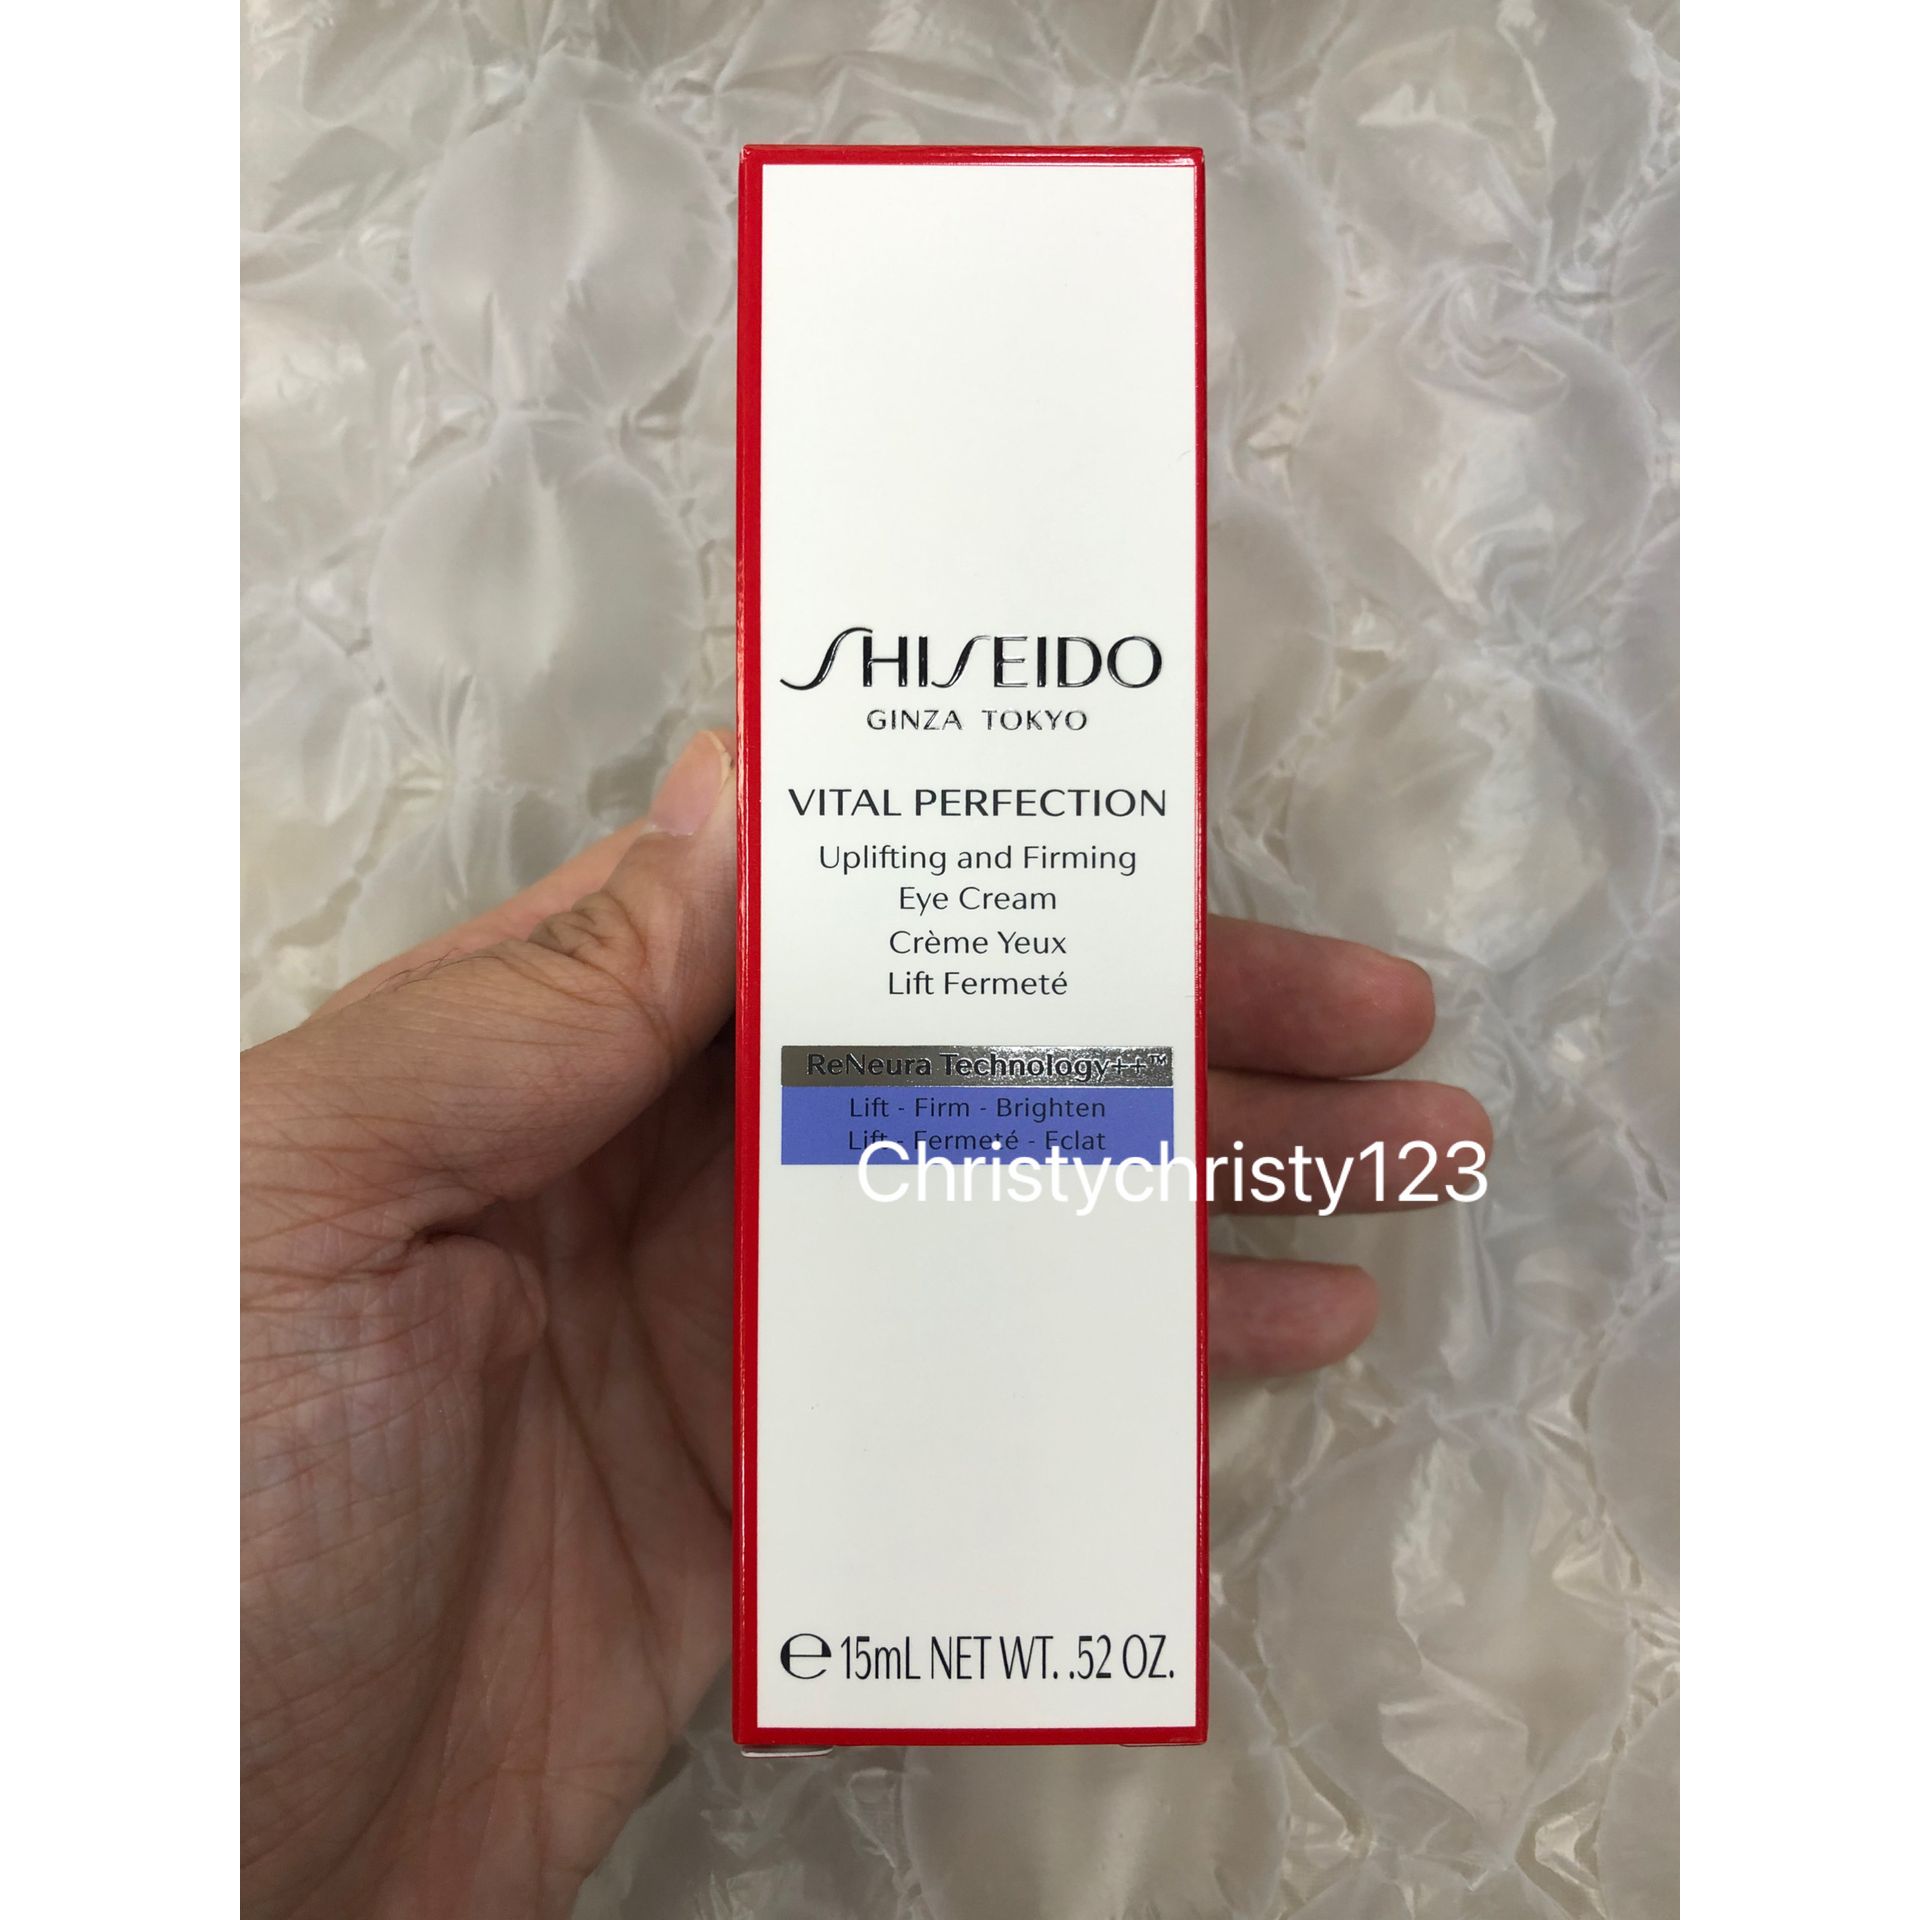 SHISEIDO
GINZA TOKYO
VITAL PERFECTION
Uplifting and Firming
Eye Cream
Crème Yeux
Lift Fermeté
ReNeura Technology++™
Lift - Firm - Brighten
Lift - Fermeté - Eclat
Christychristy123
℮ 15mL NET WT. .52 OZ.